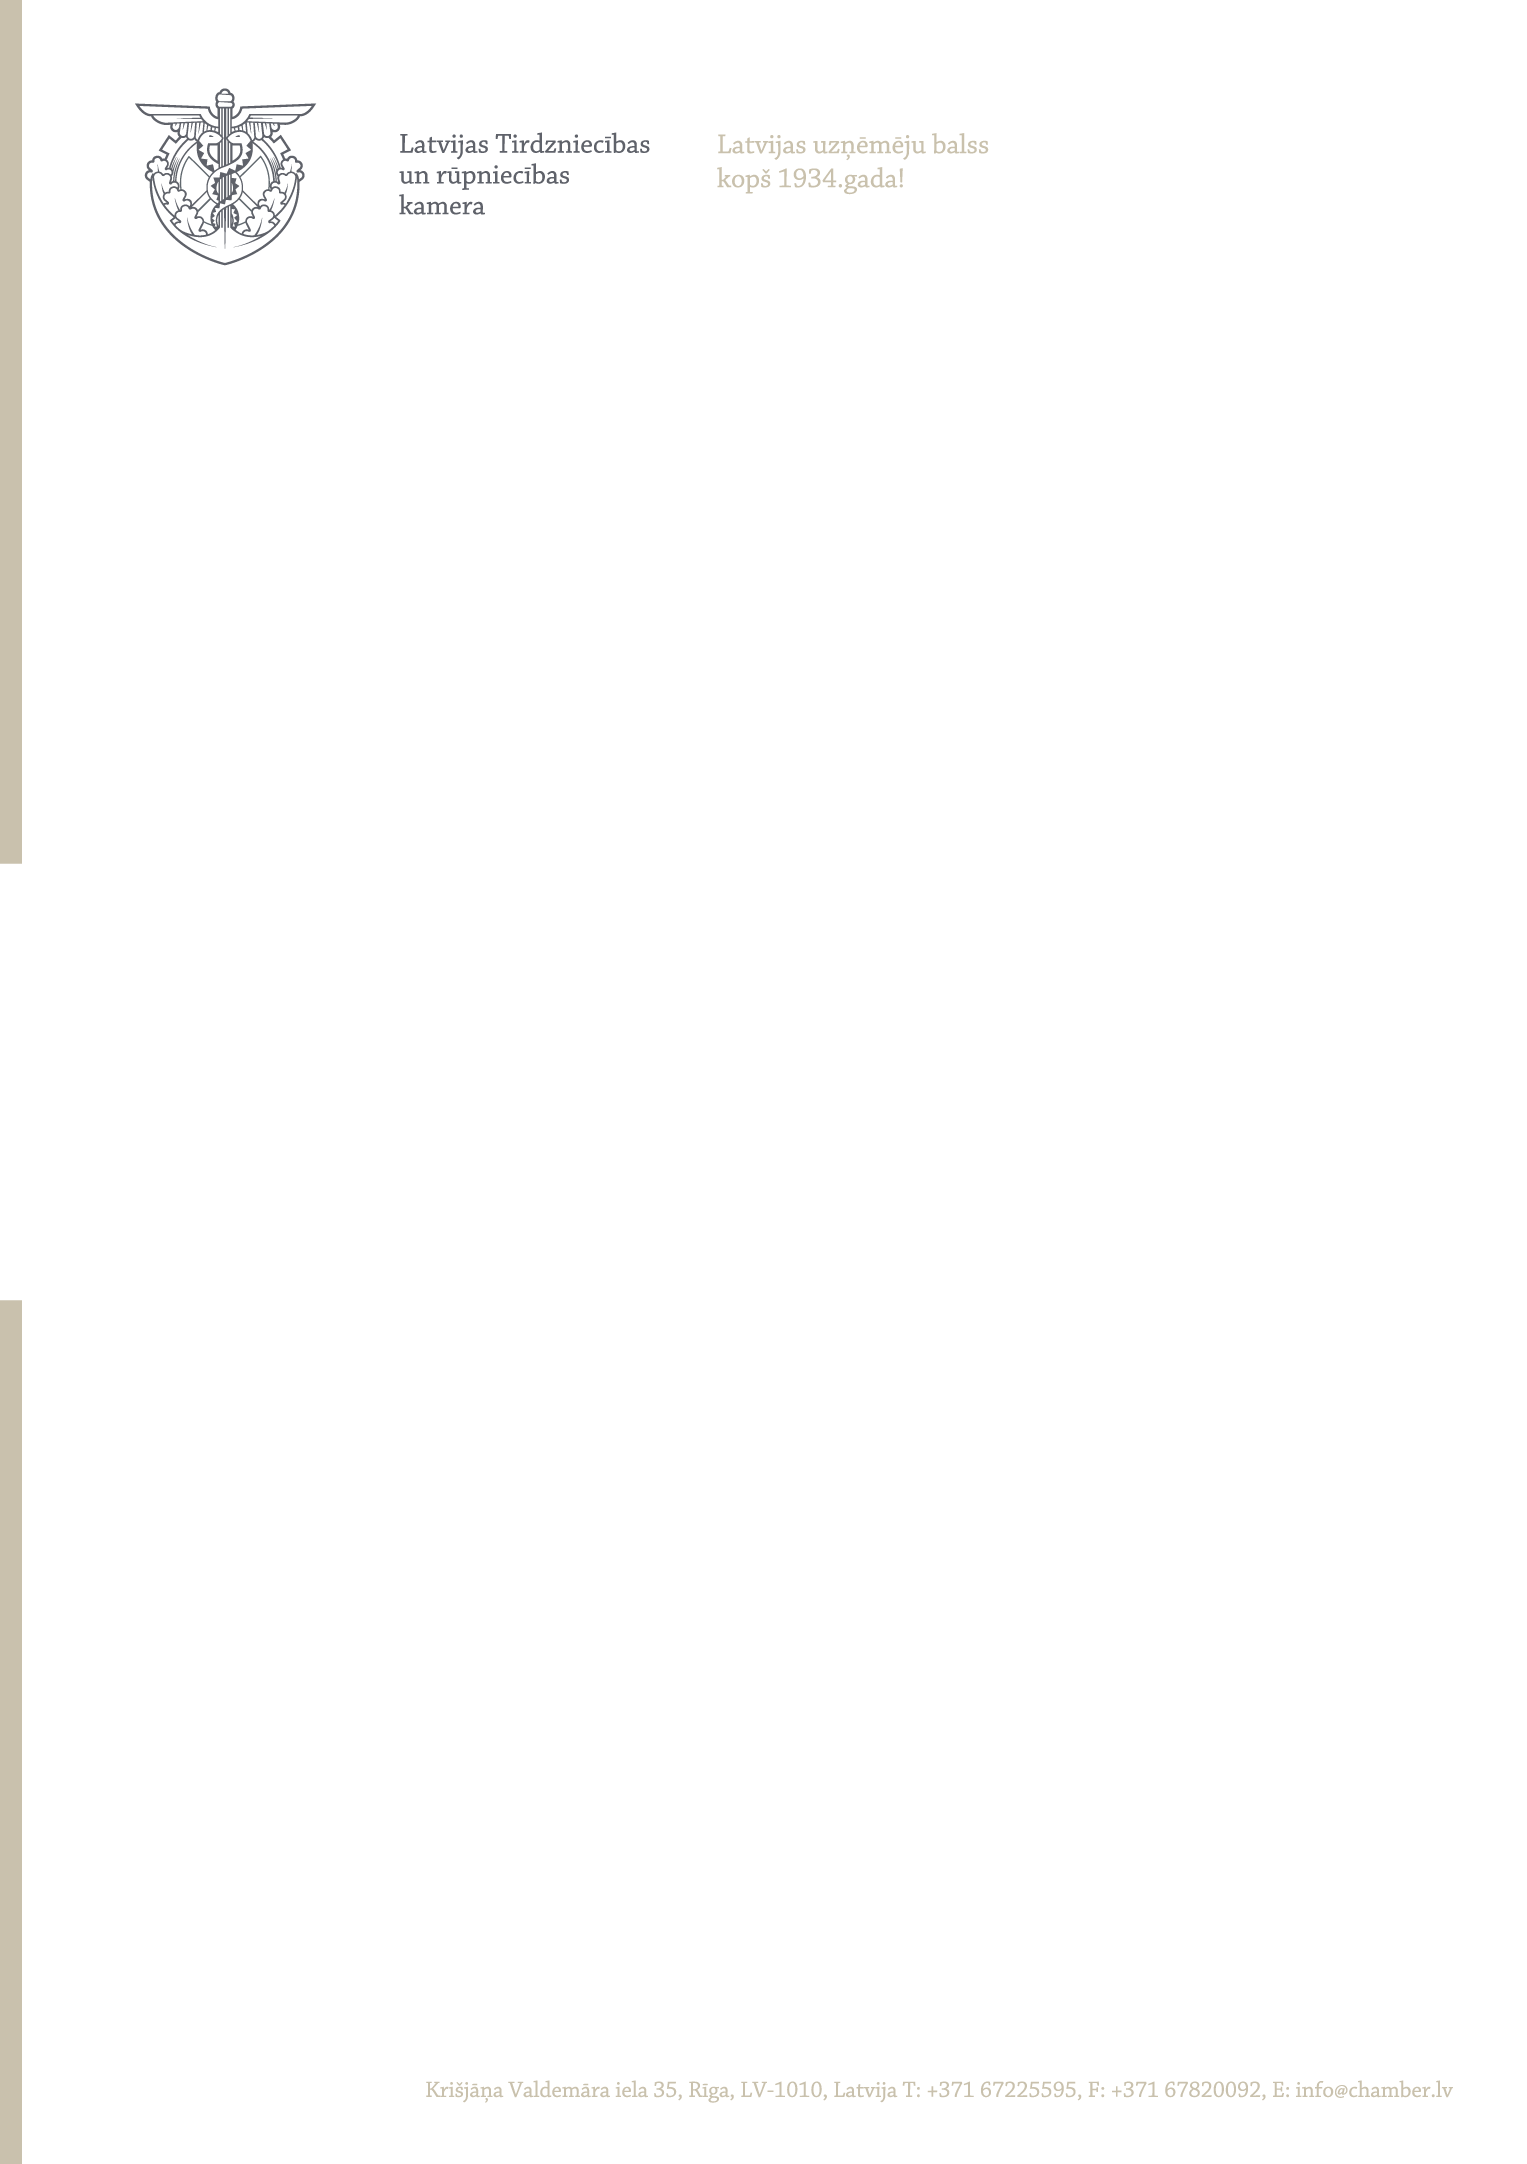 Latvijas Tirdzniecības
un rūpniecības
kamera
Latvijas uzņēmēju balss
kopš 1934.gada!
Krišjāņa Valdemāra iela 35, Rīga, LV-1010, Latvija T: +371 67225595, F: +371 67820092, E: info@chamber.lv